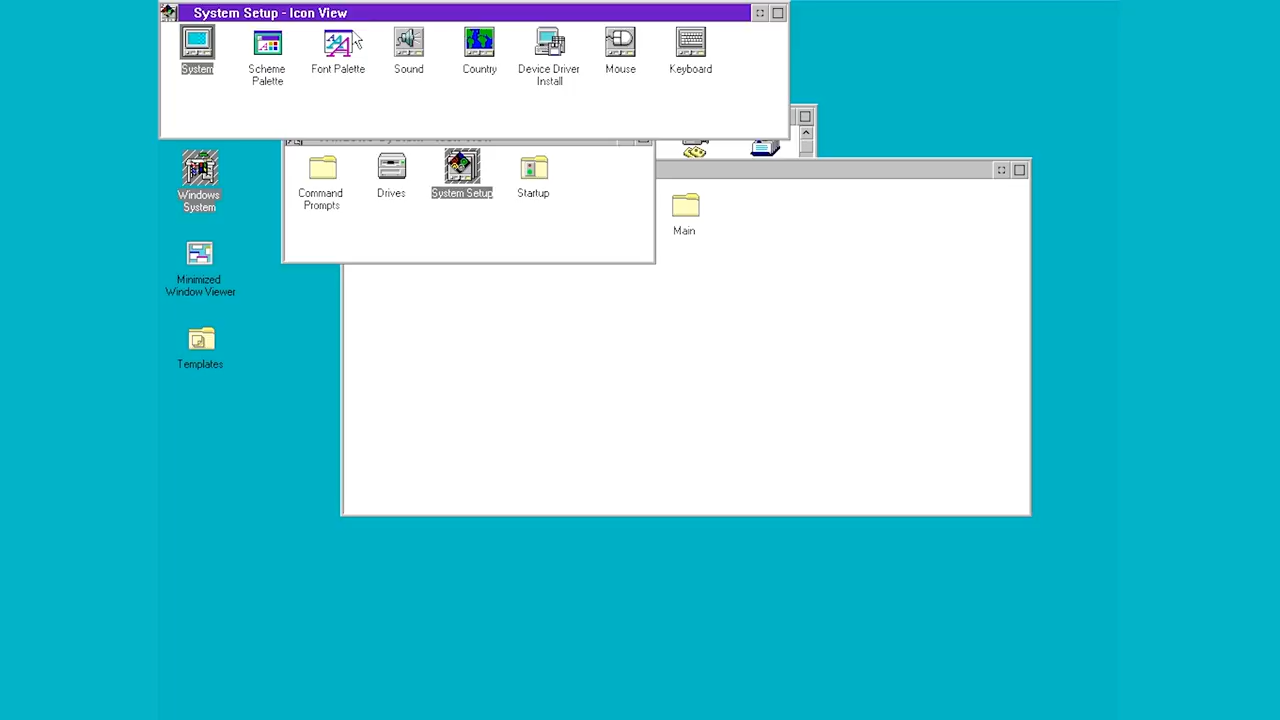 System Setup - Icon View
System
Scheme
Palette
Font Palette
Sound
Country
Device Driver
Install
Mouse
Keyboard
Windows
System
Command
Prompts
Drives
System Setup
Startup
Main
Minimized
Window Viewer
Templates